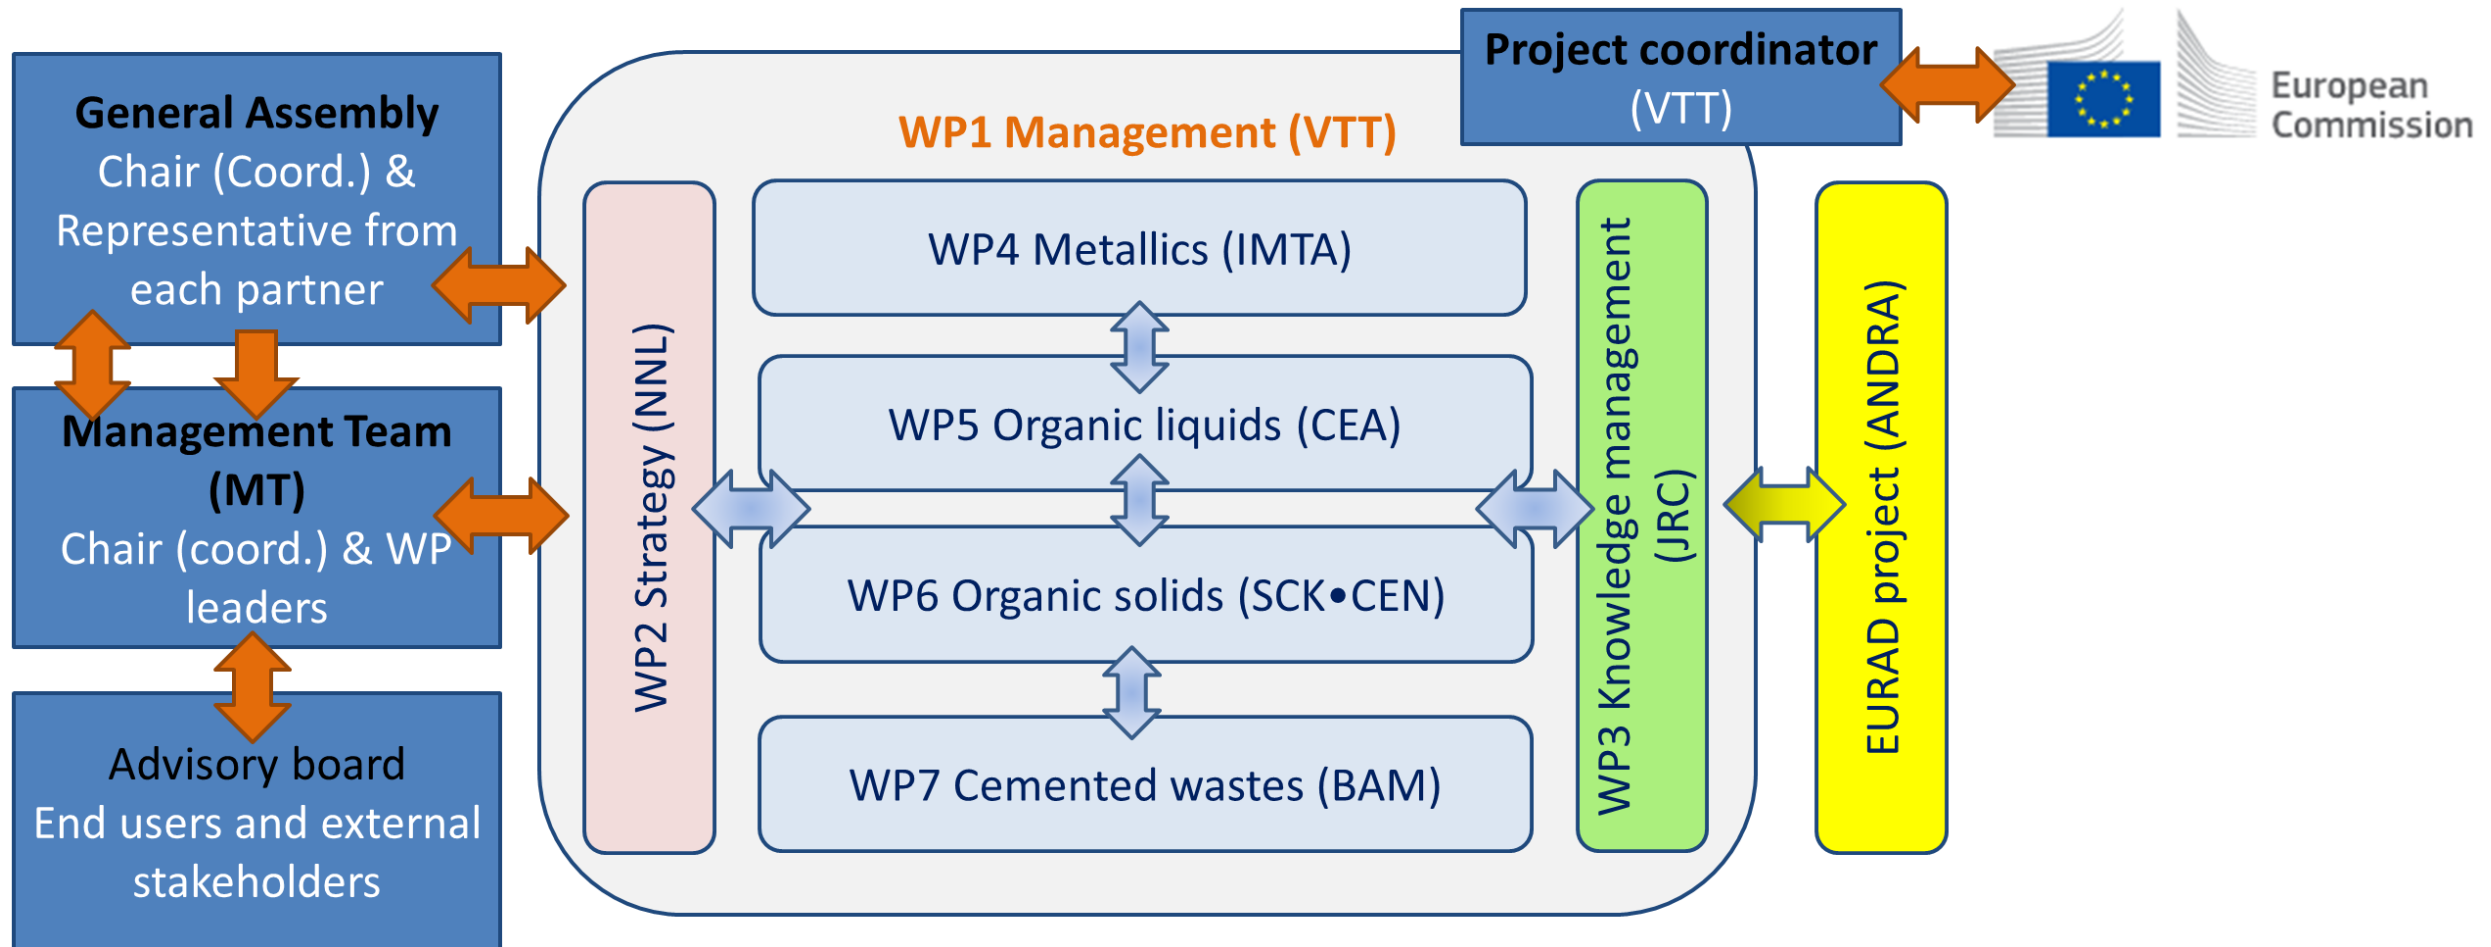 General Assembly
Chair (Coord.) &
Representative from
each partner
Management Team
(MT)
Chair (coord.) & WP
leaders
Advisory board
End users and external
stakeholders
WP1 Management (VTT)
WP2 Strategy (NNL)
WP4 Metallics (IMTA)
WP5 Organic liquids (CEA)
WP6 Organic solids (SCK•CEN)
WP7 Cemented wastes (BAM)
WP3 Knowledge management
(JRC)
Project coordinator
(VTT)
European
Commission
EURAD project (ANDRA)